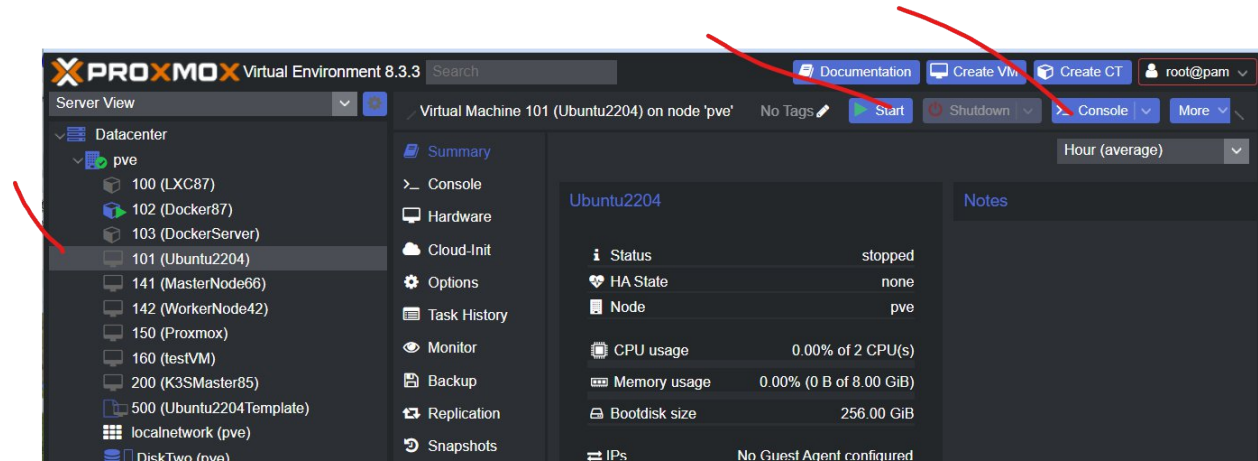 PROXMOX Virtual Environment 8.3.3 Search Documentation Create VM Create CT root@pam
Server View
Virtual Machine 101 (Ubuntu2204) on node 'pve' No Tags Start Shutdown Console More
Datacenter
pve
100 (LXC87)
102 (Docker87)
103 (DockerServer)
101 (Ubuntu2204)
141 (MasterNode66)
142 (WorkerNode42)
150 (Proxmox)
160 (testVM)
200 (K3SMaster85)
500 (Ubuntu2204Template)
localnetwork (pve)
DiskTwo (pve)
Summary
Console
Hardware
Cloud-Init
Options
Task History
Monitor
Backup
Replication
Snapshots
Hour (average)
Ubuntu2204
Status stopped
HA State none
Node pve
CPU usage 0.00% of 2 CPU(s)
Memory usage 0.00% (0 B of 8.00 GiB)
Bootdisk size 256.00 GiB
IPs No Guest Agent configured
Notes